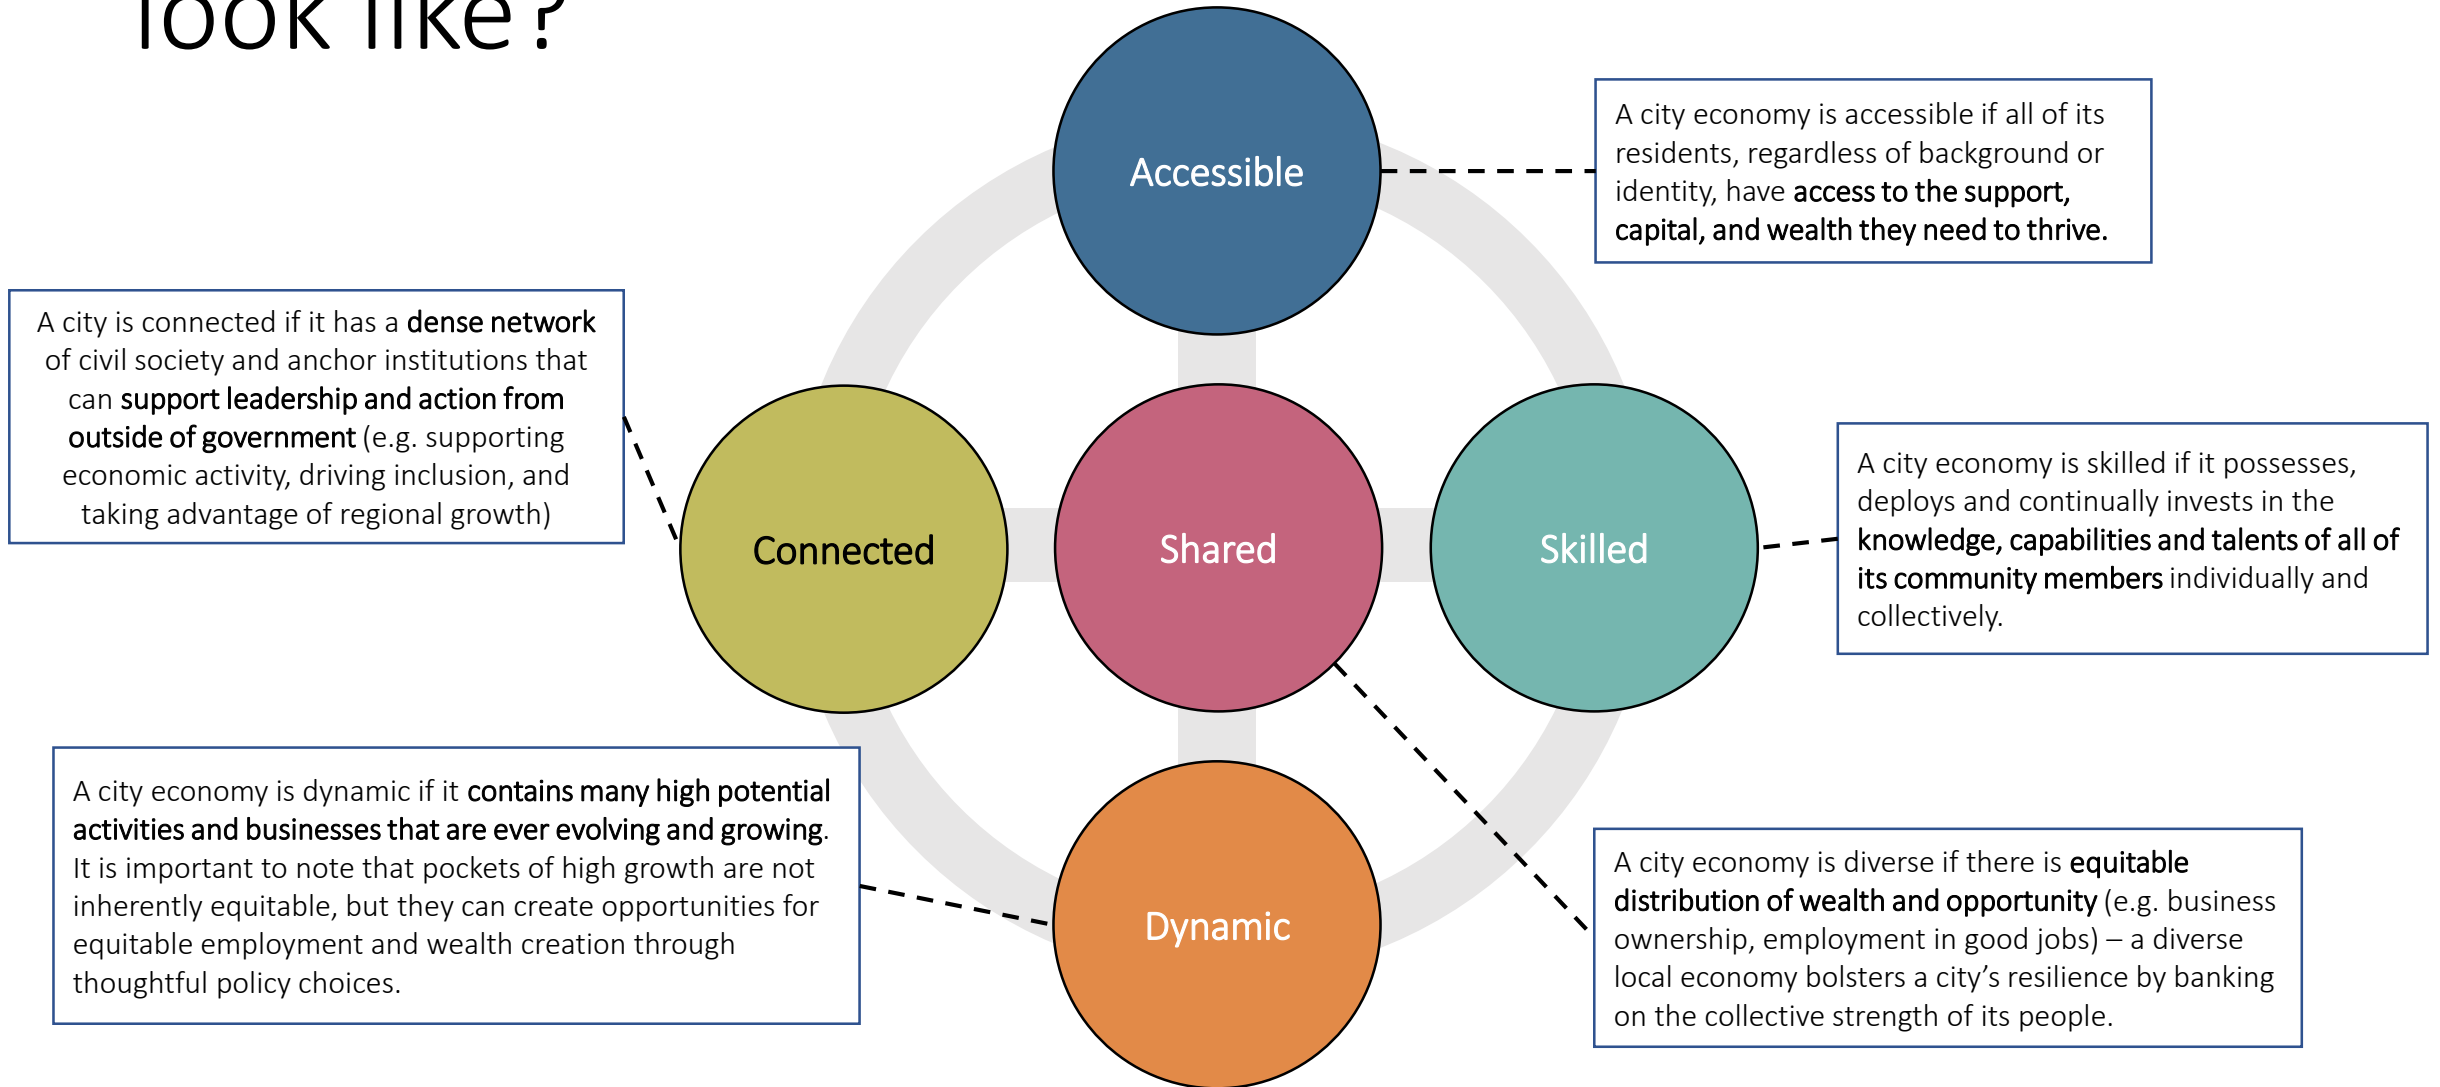 look like?
Accessible
A city economy is accessible if all of its
residents, regardless of background or
identity, have access to the support,
capital, and wealth they need to thrive.
A city is connected if it has a dense network
of civil society and anchor institutions that
can support leadership and action from
outside of government (e.g. supporting
economic activity, driving inclusion, and
taking advantage of regional growth)
Connected
Shared
Skilled
A city economy is skilled if it possesses,
deploys and continually invests in the
knowledge, capabilities and talents of all of
its community members individually and
collectively.
A city economy is dynamic if it contains many high potential
activities and businesses that are ever evolving and growing.
It is important to note that pockets of high growth are not
inherently equitable, but they can create opportunities for
equitable employment and wealth creation through
thoughtful policy choices.
Dynamic
A city economy is diverse if there is equitable
distribution of wealth and opportunity (e.g. business
ownership, employment in good jobs) – a diverse
local economy bolsters a city’s resilience by banking
on the collective strength of its people.